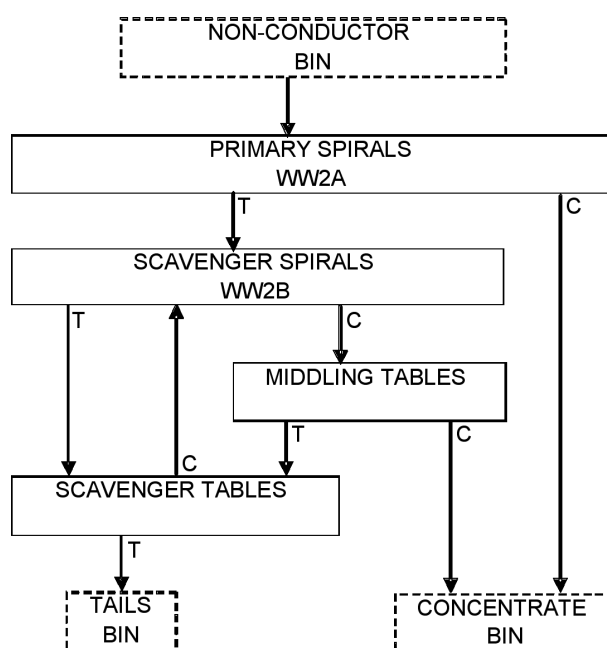 NON-CONDUCTOR
BIN
PRIMARY SPIRALS
WW2A
T
C
SCAVENGER SPIRALS
WW2B
T
C
MIDDLING TABLES
T
C
C
SCAVENGER TABLES
T
TAILS
BIN
CONCENTRATE
BIN